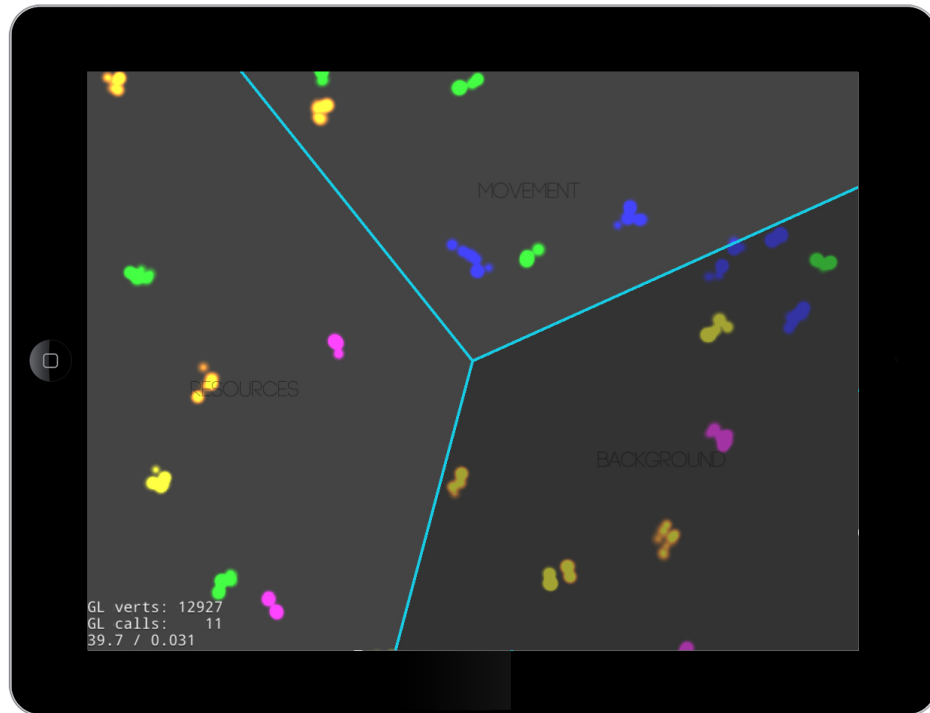 MOVEMENT
RESOURCES
BACKGROUND
GL verts: 12927
GL calls:    11
39.7 / 0.031